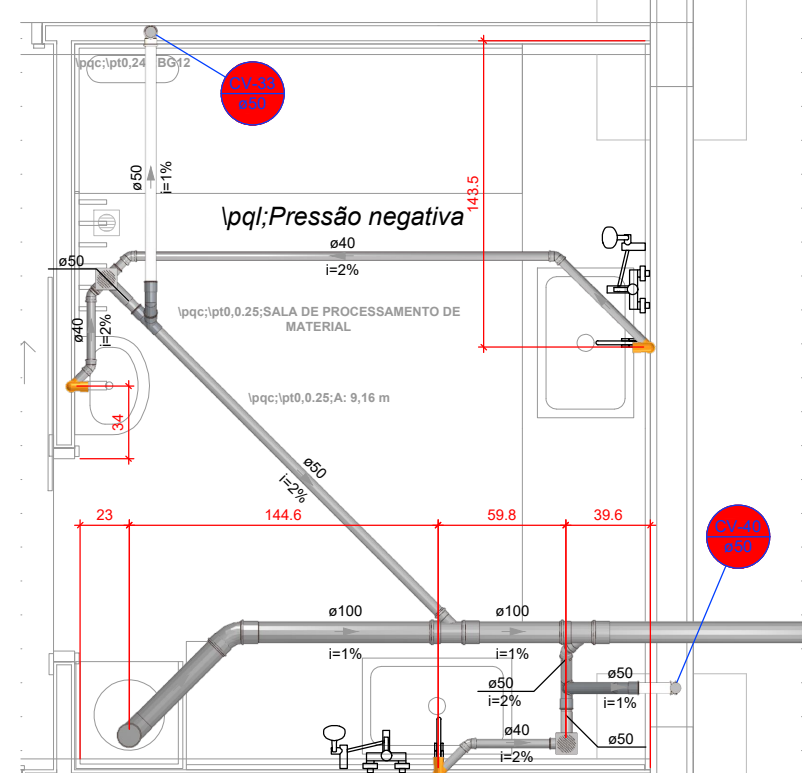 \pqc;\pt0,24 BG12
CV-33
ø50
ø50
i=1%
143.5
\pql;Pressão negativa
ø40
i=2%
ø50
\pqc;\pt0,0.25;SALA DE PROCESSAMENTO DE
MATERIAL
ø40
i=2%
\pqc;\pt0,0.25;A: 9,16 m
34
ø50
i=2%
23
144.6
59.8
39.6
CV-40
ø50
ø100
i=1%
ø100
i=1%
ø50
i=2%
ø50
i=1%
ø40
i=2%
ø50